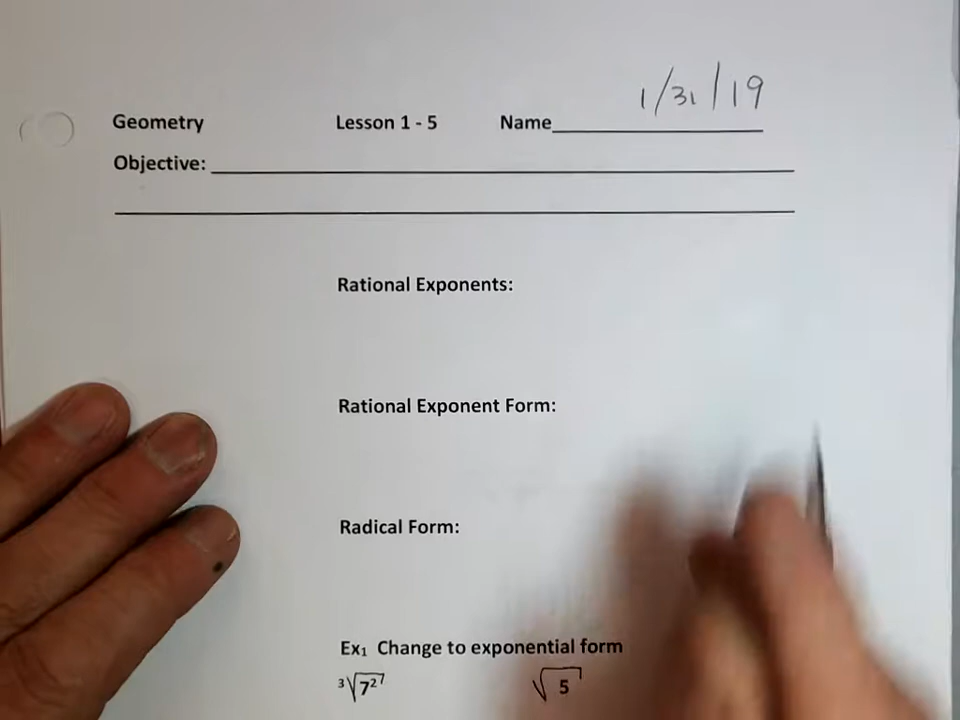 1/31/19
Geometry Lesson 1 - 5 Name
Objective:
Rational Exponents:
Rational Exponent Form:
Radical Form:
Ex₁ Change to exponential form
³√7² √5